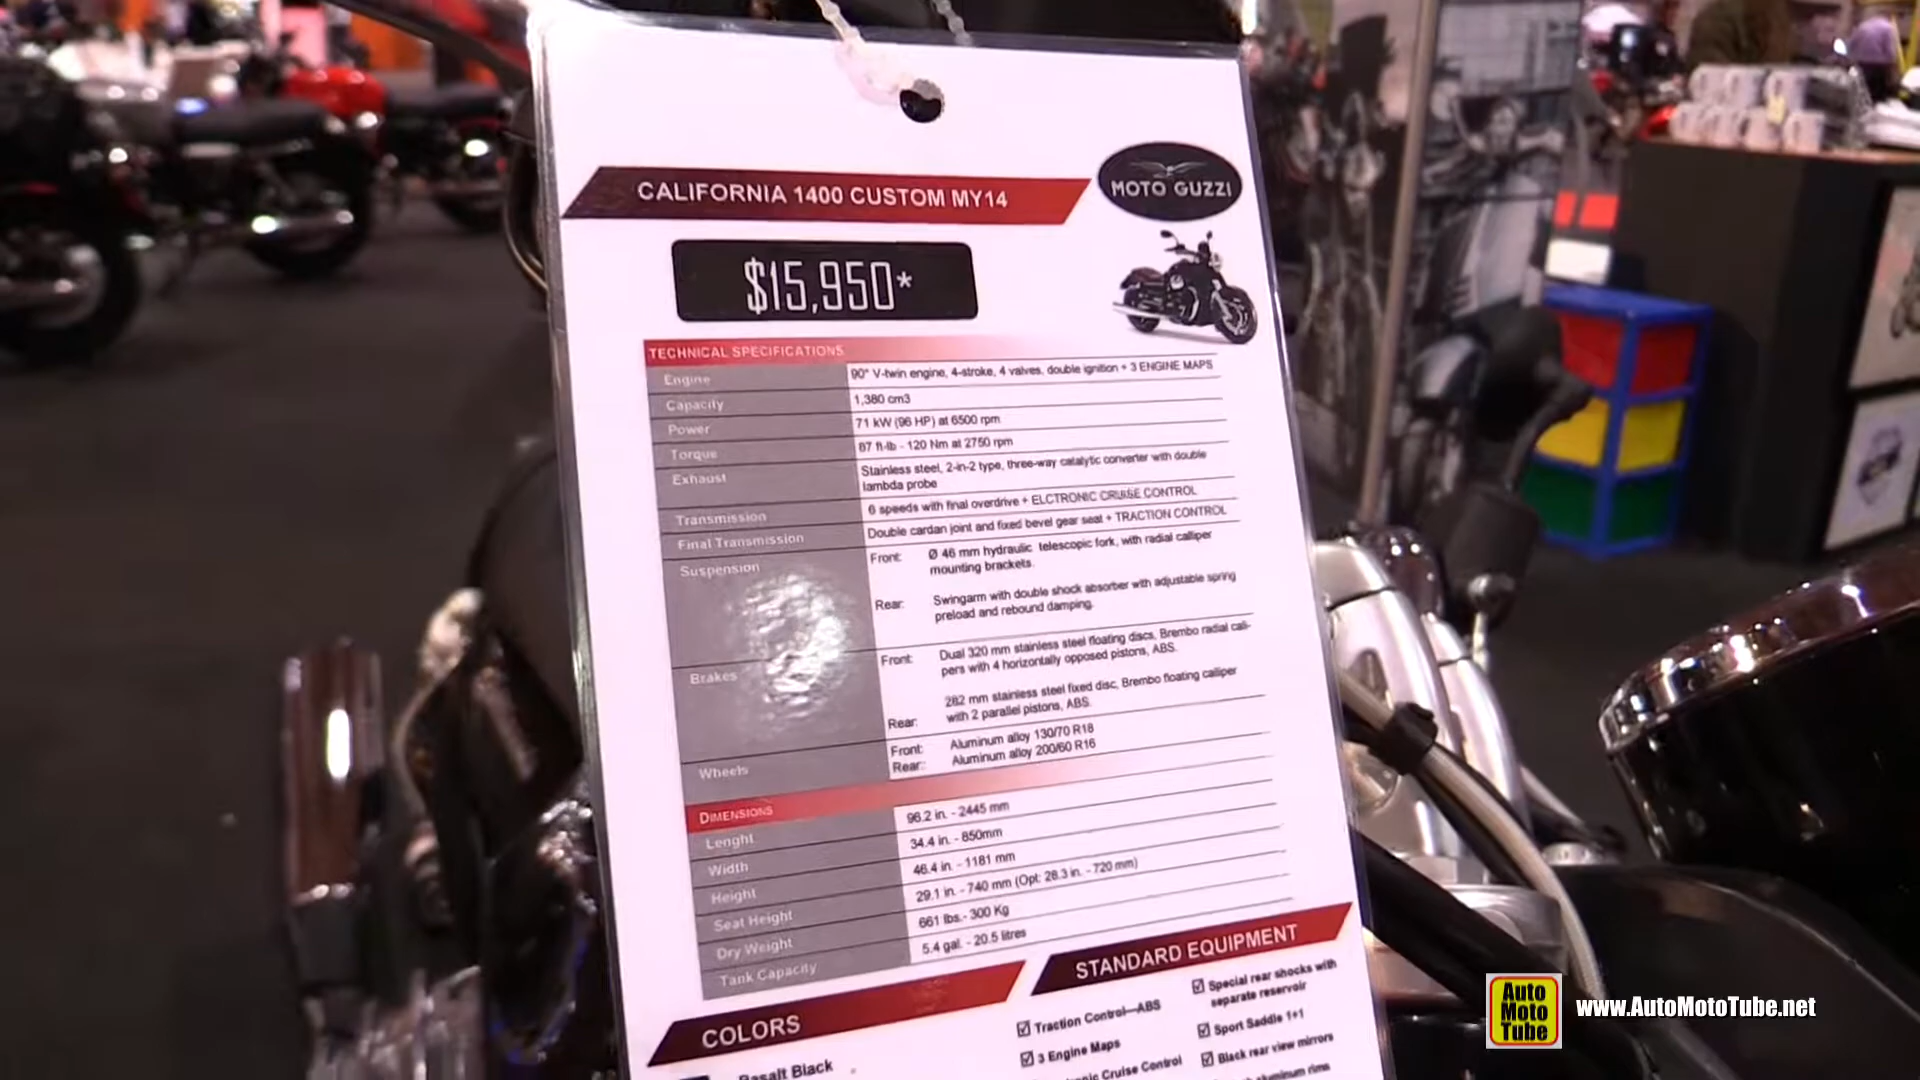 CALIFORNIA 1400 CUSTOM MY14
MOTO GUZZI
$15,950*
TECHNICAL SPECIFICATIONS
Engine 90° V-twin engine, 4-stroke, 4 valves, double ignition + 3 ENGINE MAPS
Capacity 1,380 cm3
Power 71 kW (96 HP) at 6500 rpm
Torque 87 ft-lb - 120 Nm at 2750 rpm
Exhaust Stainless steel, 2-in-2 type, three-way catalytic converter with double
lambda probe
Transmission 6 speeds with final overdrive + ELCTRONIC CRUISE CONTROL
Final Transmission Double cardan joint and fixed bevel gear seat + TRACTION CONTROL
Suspension Front: Ø 46 mm hydraulic telescopic fork, with radial calliper
mounting brackets.
Rear: Swingarm with double shock absorber with adjustable spring
preload and rebound damping.
Brakes Front: Dual 320 mm stainless steel floating discs, Brembo radial cali-
pers with 4 horizontally opposed pistons, ABS.
282 mm stainless steel fixed disc, Brembo floating calliper
Rear: with 2 parallel pistons, ABS.
Wheels Front: Aluminum alloy 130/70 R18
Rear: Aluminum alloy 200/60 R16
DIMENSIONS
Lenght 96.2 in. - 2445 mm
Width 34.4 in. - 850mm
Height 46.4 in. - 1181 mm
Seat Height 29.1 in. - 740 mm (Opt: 28.3 in. - 720 mm)
Dry Weight 661 lbs.- 300 Kg
Tank Capacity 5.4 gal. - 20.5 litres
COLORS
Basalt Black
STANDARD EQUIPMENT
☑ Traction Control—ABS
☑ 3 Engine Maps
Cruise Control
☑ Special rear shocks with
separate reservoir
☑ Sport Saddle 1+1
☑ Black rear view mirrors
aluminum rims
Auto
Moto
Tube
www.AutoMotoTube.net